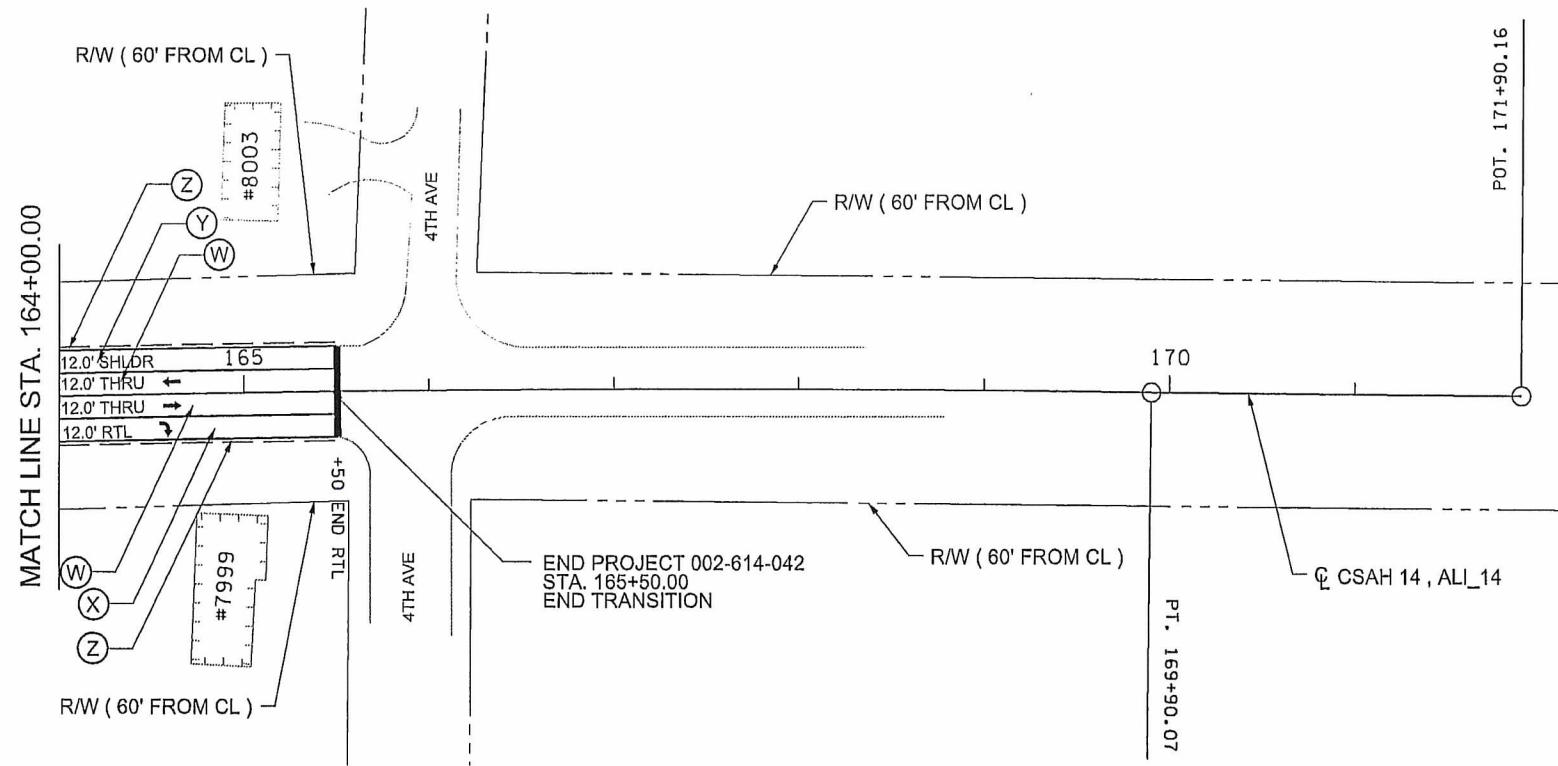 R/W ( 60' FROM CL )
POT. 171+90.16
#8003
Z
4TH AVE
R/W ( 60' FROM CL )
Y
W
MATCH LINE STA. 164+00.00
12.0' SHLDR
165
170
12.0' THRU
12.0' THRU
12.0' RTL
+50 END RTL
W
#7999
END PROJECT 002-614-042
STA. 165+50.00
END TRANSITION
R/W ( 60' FROM CL )
℄ CSAH 14 , ALI_14
X
4TH AVE
Z
PT. 169+90.07
R/W ( 60' FROM CL )